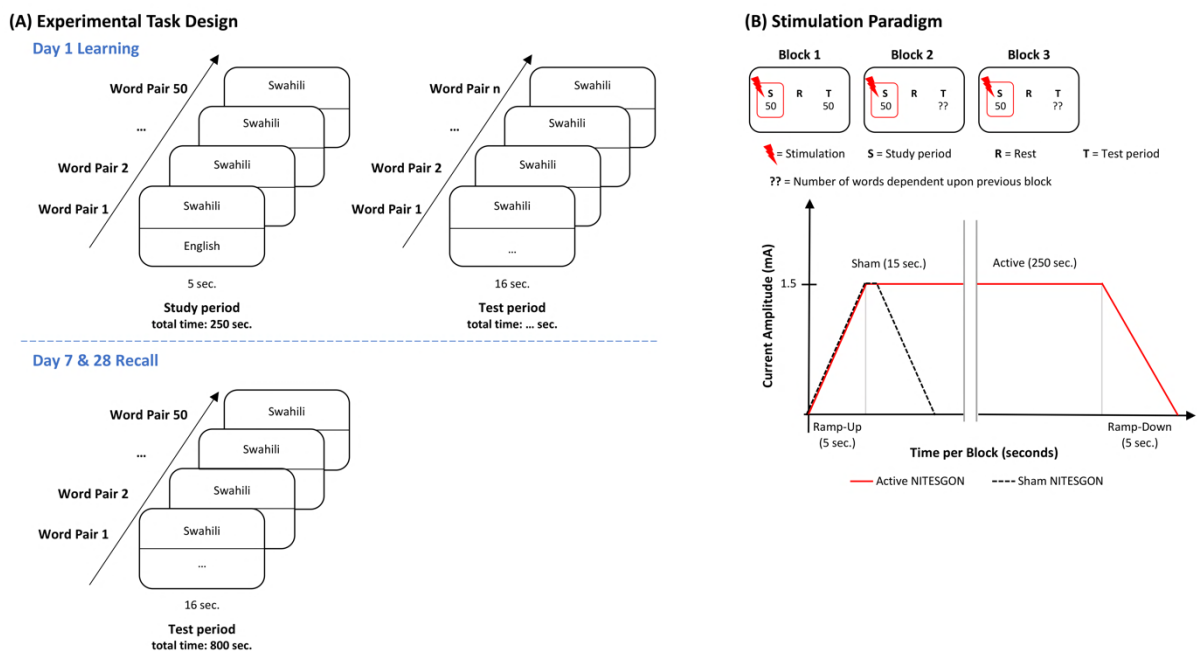 (A) Experimental Task Design
Day 1 Learning
Word Pair 50
...
Word Pair 2
Word Pair 1
Swahili
Swahili
Swahili
Swahili
English
5 sec.
Study period
total time: 250 sec.
Word Pair n
...
Word Pair 2
Word Pair 1
Swahili
Swahili
Swahili
Swahili
...
16 sec.
Test period
total time: ... sec.
Day 7 & 28 Recall
Word Pair 50
...
Word Pair 2
Word Pair 1
Swahili
Swahili
Swahili
Swahili
...
16 sec.
Test period
total time: 800 sec.
(B) Stimulation Paradigm
Block 1 Block 2 Block 3
S R T S R T S R T
50 50 50 ?? 50 ??
= Stimulation S = Study period R = Rest T = Test period
?? = Number of words dependent upon previous block
Current Amplitude (mA)
1.5
Sham (15 sec.) Active (250 sec.)
Ramp-Up
(5 sec.)
Ramp-Down
(5 sec.)
Time per Block (seconds)
Active NITESGON Sham NITESGON